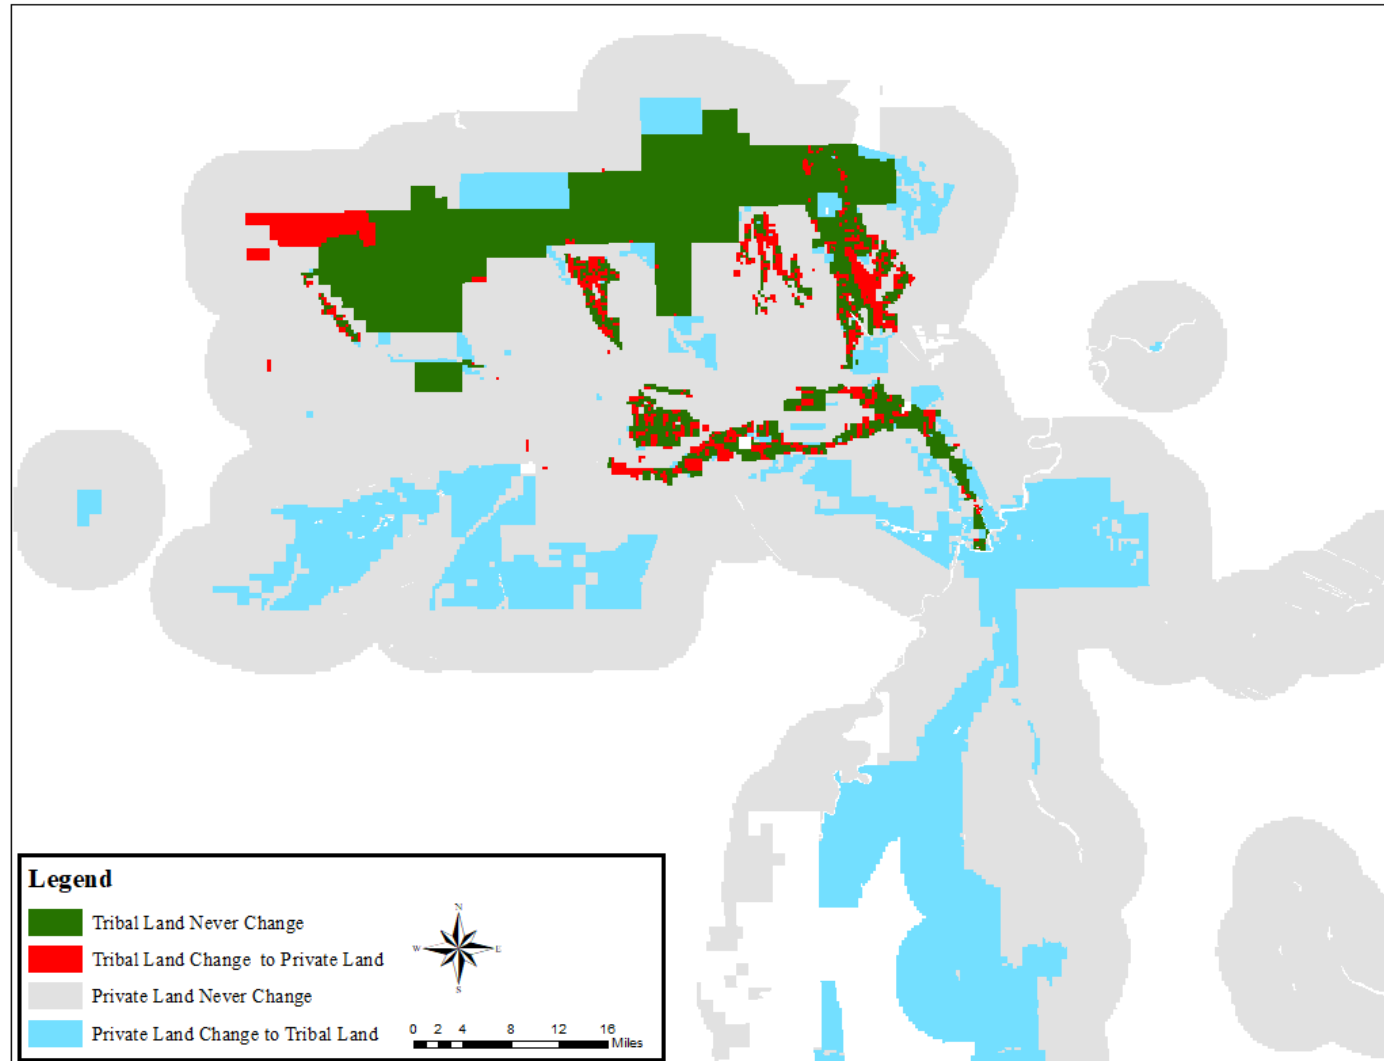 Legend
Tribal Land Never Change
Tribal Land Change to Private Land
Private Land Never Change
Private Land Change to Tribal Land
N
W E
S
0 2 4 8 12 16
Miles